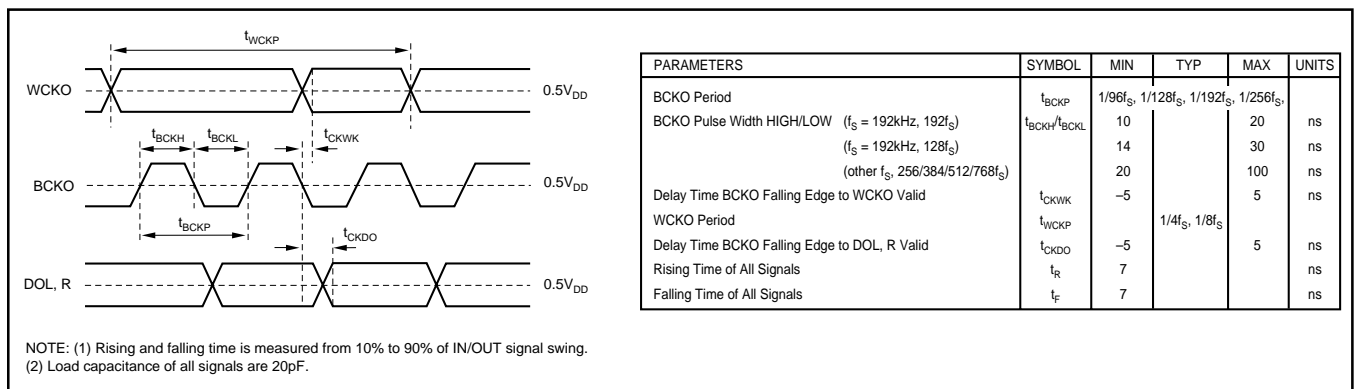 tWCKP
WCKO
0.5VDD
tBCKH
tBCKL
tCKWK
BCKO
0.5VDD
tBCKP
tCKDO
DOL, R
0.5VDD
NOTE: (1) Rising and falling time is measured from 10% to 90% of IN/OUT signal swing.
(2) Load capacitance of all signals are 20pF.
PARAMETERS SYMBOL MIN TYP MAX UNITS
BCKO Period tBCKP 1/96fS, 1/128fS, 1/192fS, 1/256fS,
BCKO Pulse Width HIGH/LOW (fS = 192kHz, 192fS) tBCKH/tBCKL 10 20 ns
(fS = 192kHz, 128fS) 14 30 ns
(other fS, 256/384/512/768fS) 20 100 ns
Delay Time BCKO Falling Edge to WCKO Valid tCKWK –5 5 ns
WCKO Period tWCKP 1/4fS, 1/8fS
Delay Time BCKO Falling Edge to DOL, R Valid tCKDO –5 5 ns
Rising Time of All Signals tR 7 ns
Falling Time of All Signals tF 7 ns